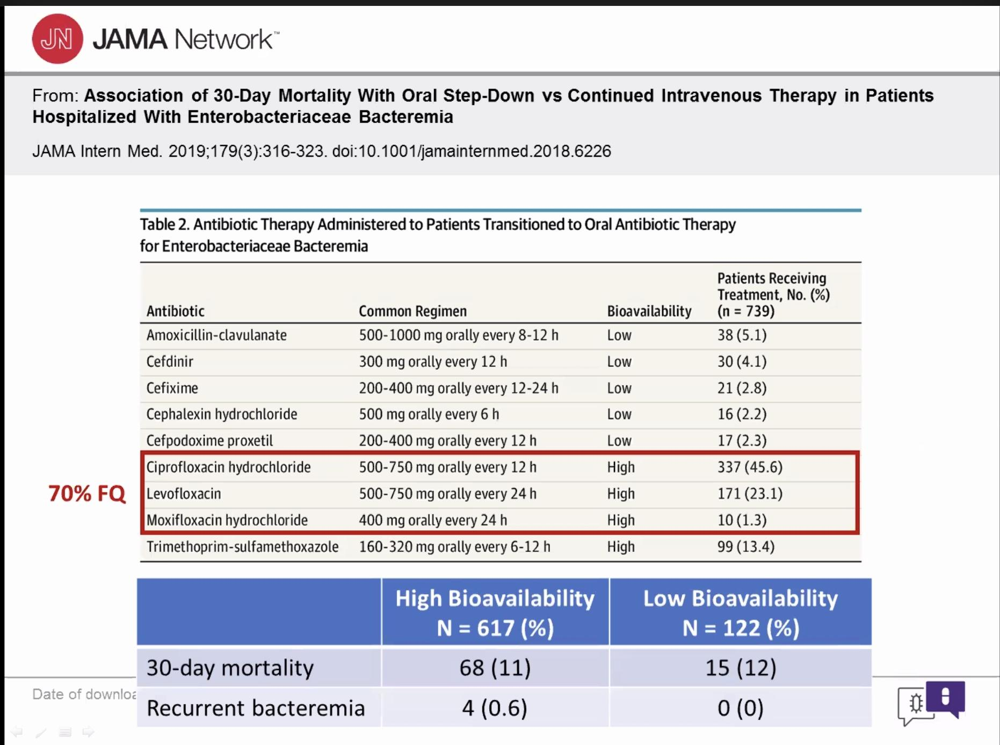 JN JAMA Network™
From: Association of 30-Day Mortality With Oral Step-Down vs Continued Intravenous Therapy in Patients
Hospitalized With Enterobacteriaceae Bacteremia
JAMA Intern Med. 2019;179(3):316-323. doi:10.1001/jamainternmed.2018.6226
Table 2. Antibiotic Therapy Administered to Patients Transitioned to Oral Antibiotic Therapy
for Enterobacteriaceae Bacteremia
Antibiotic Common Regimen Bioavailability Patients Receiving Treatment, No. (%) (n = 739)
Amoxicillin-clavulanate 500-1000 mg orally every 8-12 h Low 38 (5.1)
Cefdinir 300 mg orally every 12 h Low 30 (4.1)
Cefixime 200-400 mg orally every 12-24 h Low 21 (2.8)
Cephalexin hydrochloride 500 mg orally every 6 h Low 16 (2.2)
Cefpodoxime proxetil 200-400 mg orally every 12 h Low 17 (2.3)
Ciprofloxacin hydrochloride 500-750 mg orally every 12 h High 337 (45.6)
70% FQ Levofloxacin 500-750 mg orally every 24 h High 171 (23.1)
Moxifloxacin hydrochloride 400 mg orally every 24 h High 10 (1.3)
Trimethoprim-sulfamethoxazole 160-320 mg orally every 6-12 h High 99 (13.4)
High Bioavailability Low Bioavailability
N = 617 (%) N = 122 (%)
30-day mortality 68 (11) 15 (12)
Date of downloa
Recurrent bacteremia 4 (0.6) 0 (0)